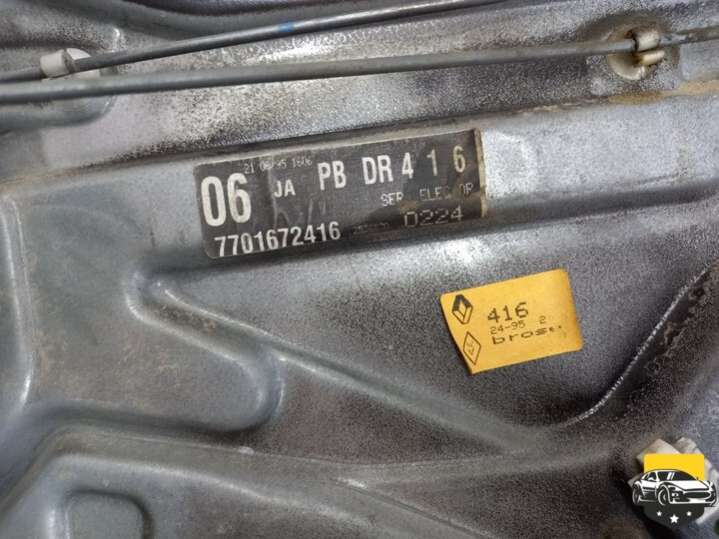 21 06 95 1606
06 JA PB DR 4 1 6
SER ELEC OR
7701672416 0224
416
24-95 2
brose